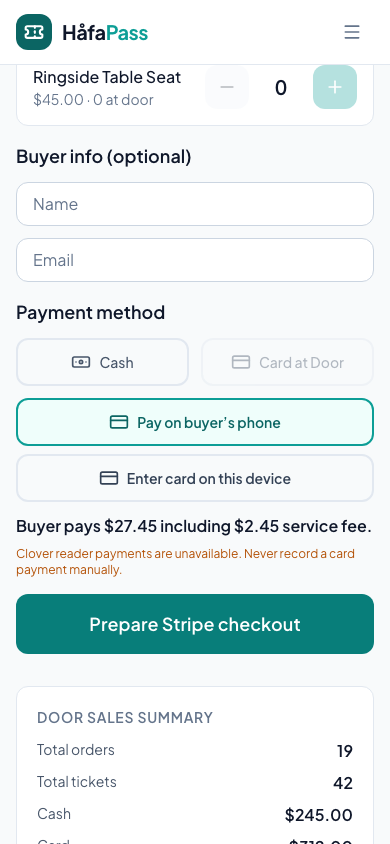 HåfaPass
Ringside Table Seat
$45.00 · 0 at door
0
Buyer info (optional)
Name
Email
Payment method
Cash
Card at Door
Pay on buyer’s phone
Enter card on this device
Buyer pays $27.45 including $2.45 service fee.
Clover reader payments are unavailable. Never record a card
payment manually.
Prepare Stripe checkout
DOOR SALES SUMMARY
Total orders 19
Total tickets 42
Cash $245.00